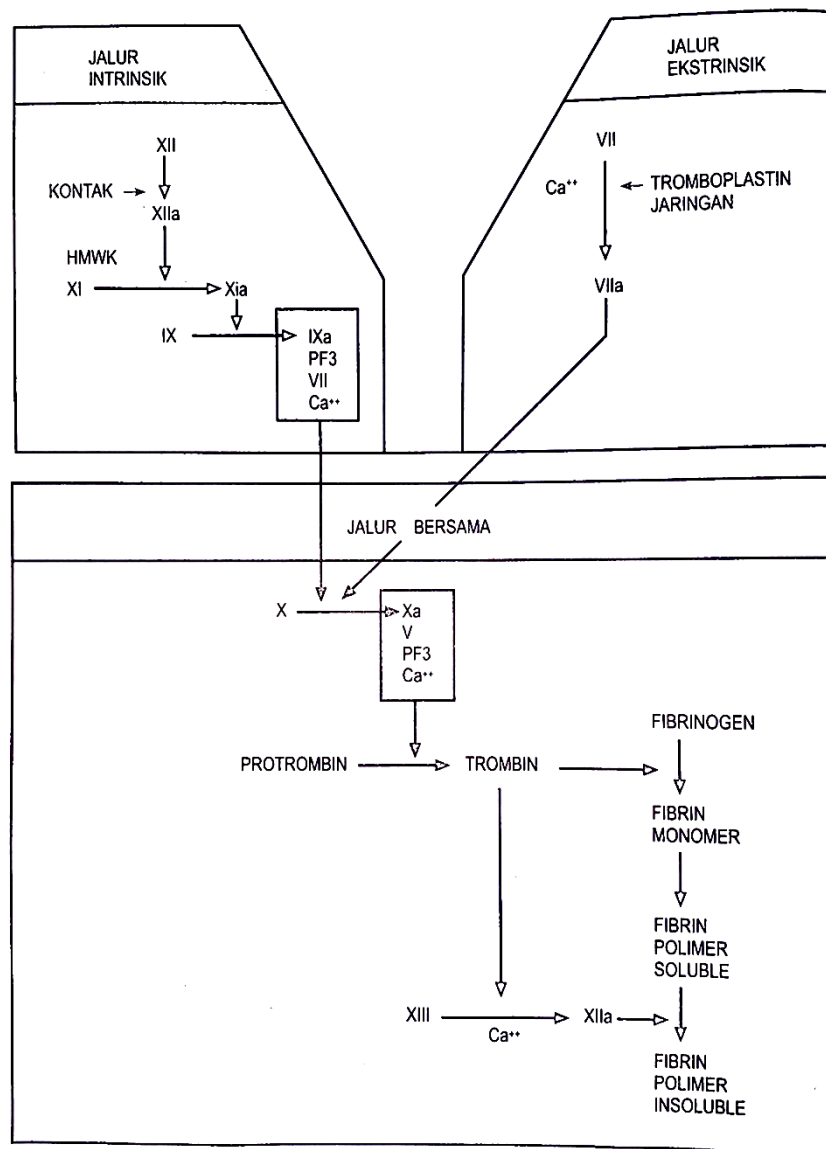 JALUR
INTRINSIK
XII
KONTAK
XIIa
HMWK
XI
Xia
IX
IXa
PF3
VII
Ca⁺⁺
JALUR
EKSTRINSIK
VII
Ca⁺⁺
TROMBOPLASTIN
JARINGAN
VIIa
JALUR BERSAMA
X
Xa
V
PF3
Ca⁺⁺
PROTROMBIN
TROMBIN
FIBRINOGEN
FIBRIN
MONOMER
FIBRIN
POLIMER
SOLUBLE
XIII
Ca⁺⁺
XIIa
FIBRIN
POLIMER
INSOLUBLE